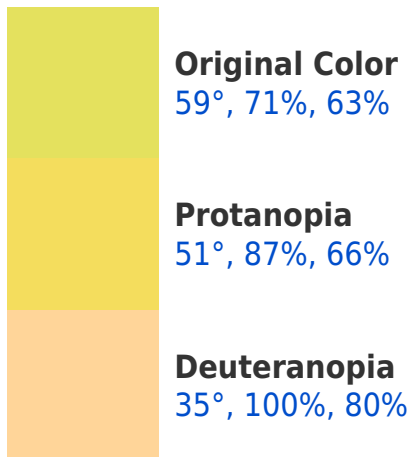 Original Color
59°, 71%, 63%
Protanopia
51°, 87%, 66%
Deuteranopia
35°, 100%, 80%